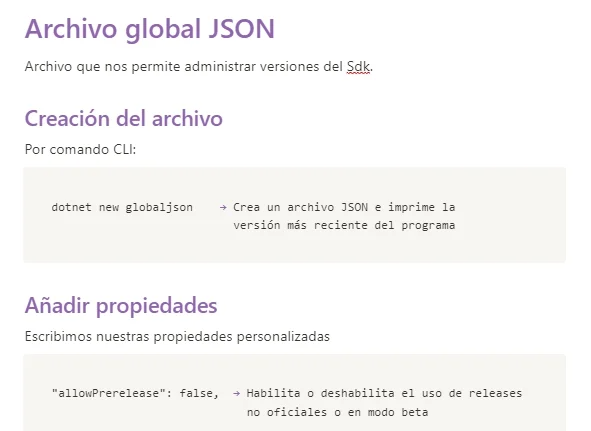 Archivo global JSON
Archivo que nos permite administrar versiones del Sdk.
Creación del archivo
Por comando CLI:
dotnet new globaljson → Crea un archivo JSON e imprime la
versión más reciente del programa
Añadir propiedades
Escribimos nuestras propiedades personalizadas
"allowPrerelease": false, → Habilita o deshabilita el uso de releases
no oficiales o en modo beta